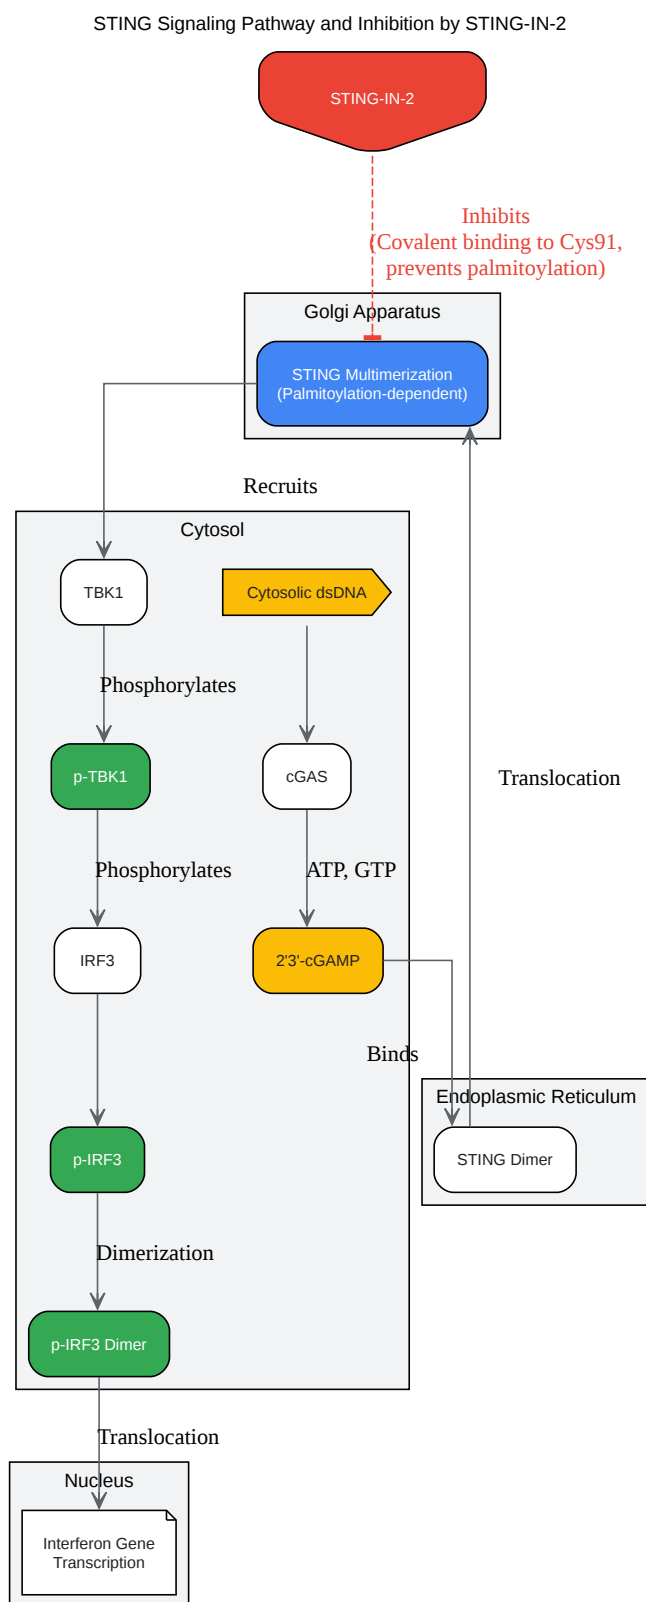 STING Signaling Pathway and Inhibition by STING-IN-2
STING-IN-2
Inhibits
(Covalent binding to Cys91,
prevents palmitoylation)
Golgi Apparatus
STING Multimerization
(Palmitoylation-dependent)
Recruits
Cytosol
TBK1
Cytosolic dsDNA
Phosphorylates
p-TBK1
cGAS
Translocation
Phosphorylates
ATP, GTP
IRF3
2'3'-cGAMP
Binds
Endoplasmic Reticulum
p-IRF3
STING Dimer
Dimerization
p-IRF3 Dimer
Translocation
Nucleus
Interferon Gene
Transcription